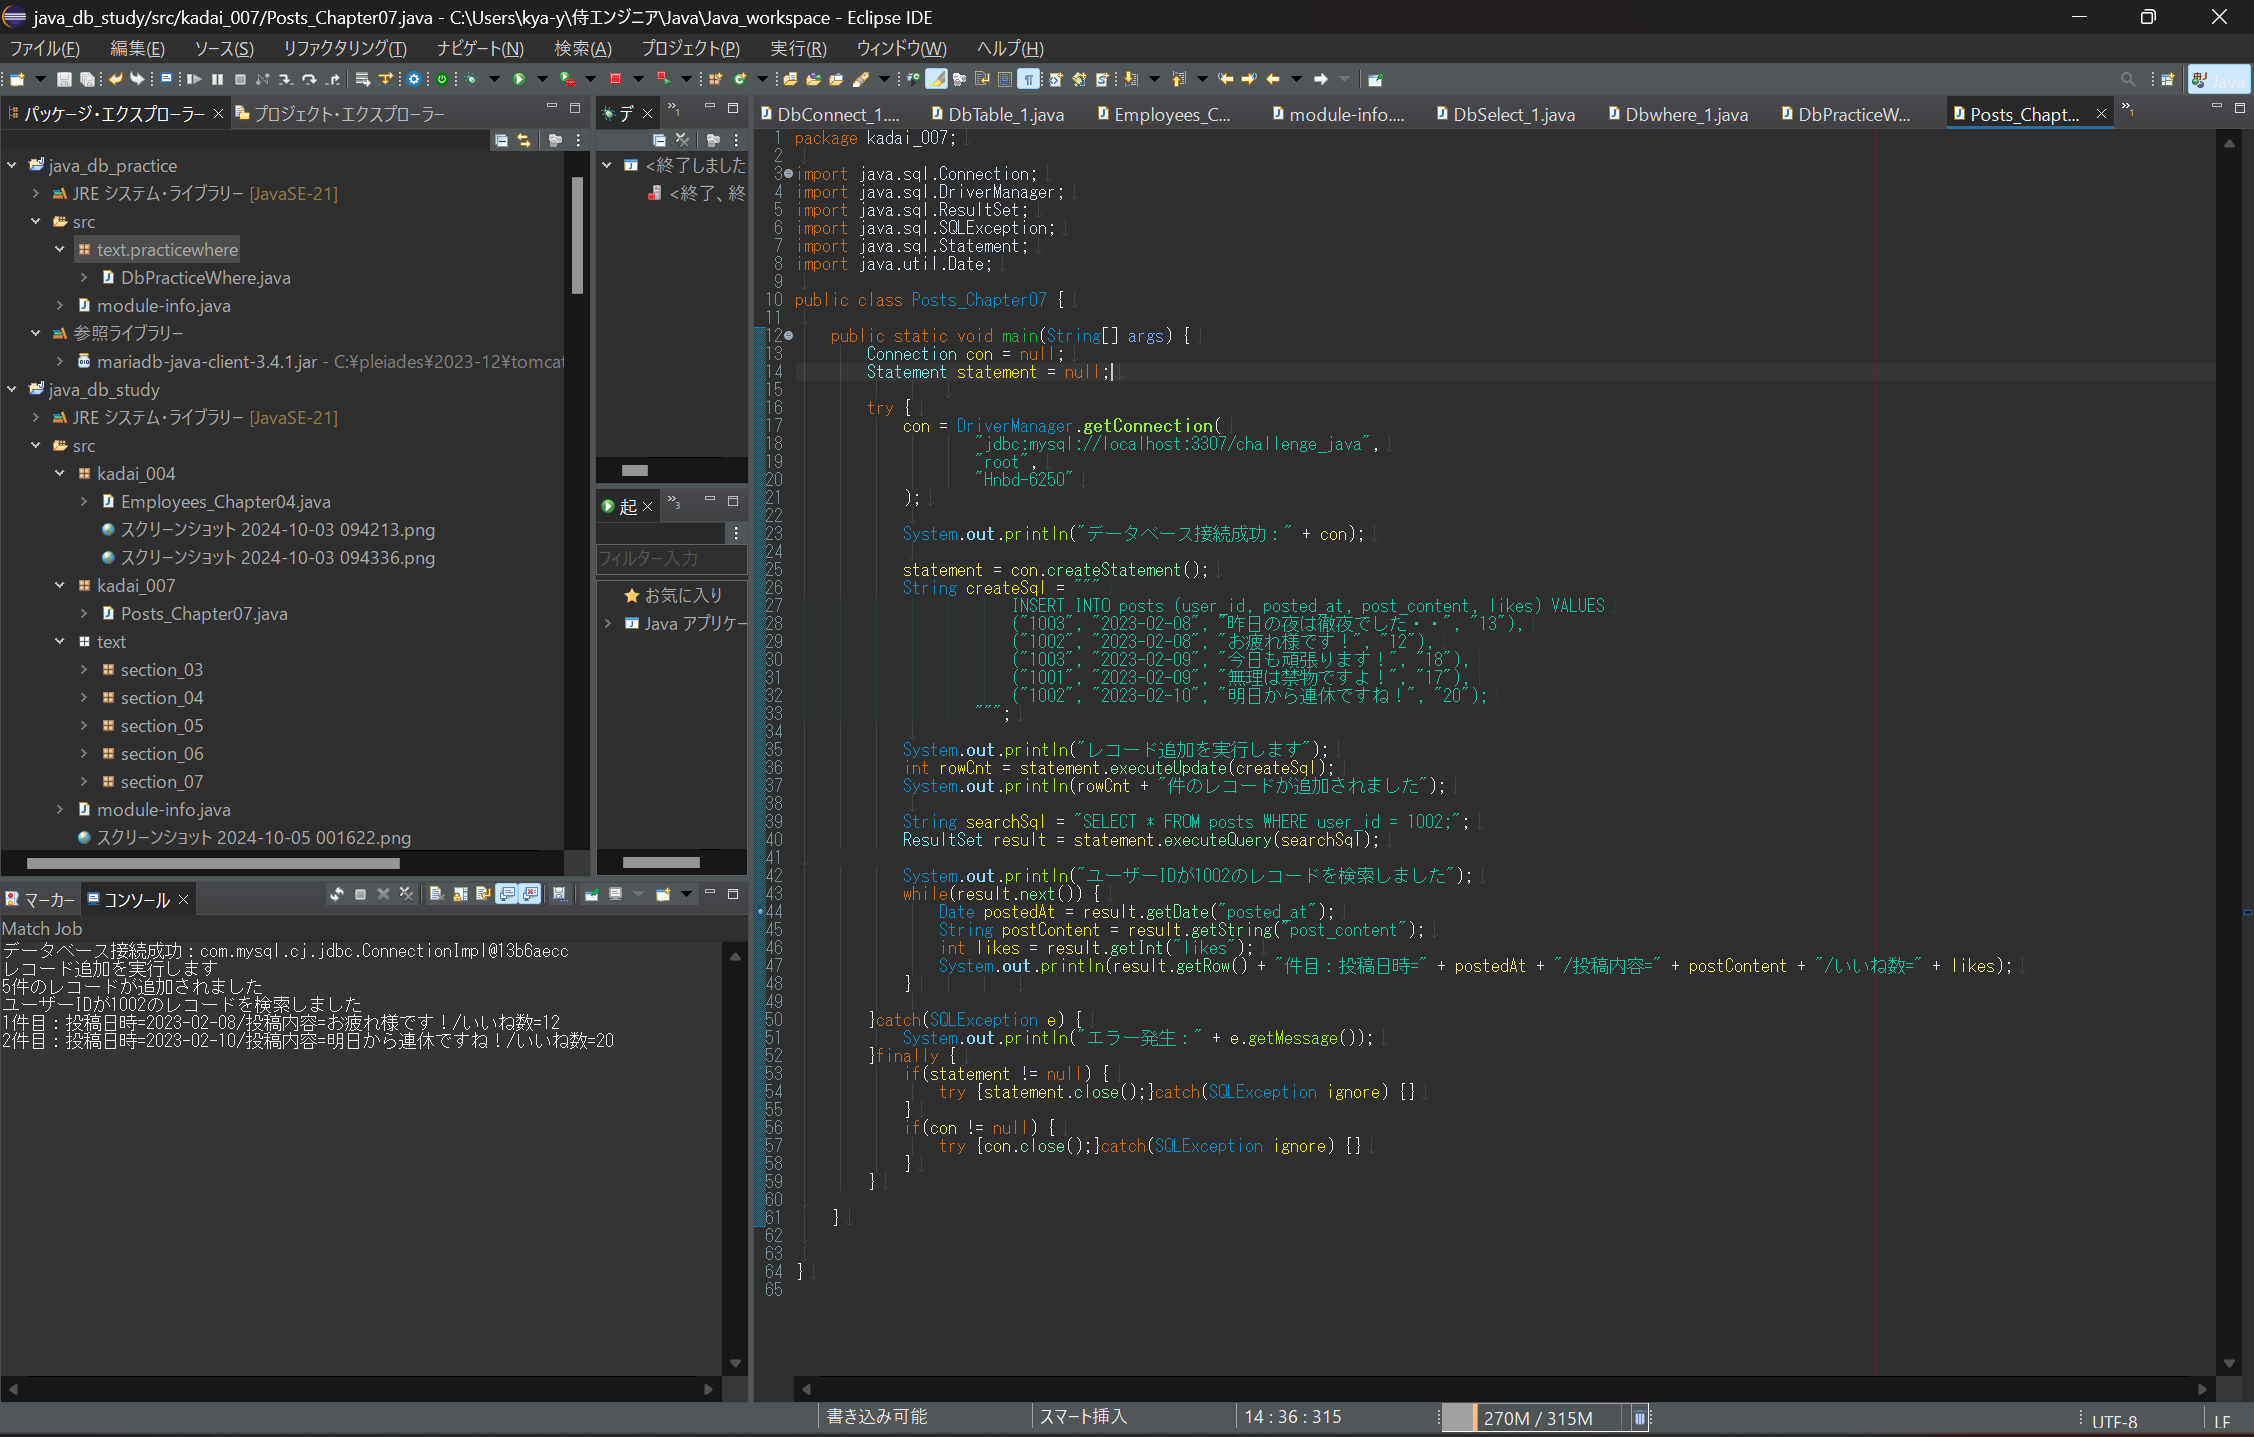 java_db_study/src/kadai_007/Posts_Chapter07.java - C:\Users\kya-y\侍エンジニア\Java\Java_workspace - Eclipse IDE
ファイル(F) 編集(E) ソース(S) リファクタリング(T) ナビゲート(N) 検索(A) プロジェクト(P) 実行(R) ウィンドウ(W) ヘルプ(H)
Java
パッケージ・エクスプローラー プロジェクト・エクスプローラー
java_db_practice
JRE システム・ライブラリー [JavaSE-21]
src
text.practicewhere
DbPracticeWhere.java
module-info.java
参照ライブラリー
mariadb-java-client-3.4.1.jar - C:¥pleiades¥2023-12¥tomcat
java_db_study
JRE システム・ライブラリー [JavaSE-21]
src
kadai_004
Employees_Chapter04.java
スクリーンショット 2024-10-03 094213.png
スクリーンショット 2024-10-03 094336.png
kadai_007
Posts_Chapter07.java
text
section_03
section_04
section_05
section_06
section_07
module-info.java
スクリーンショット 2024-10-05 001622.png
デ »1
<終了しました
<終了、終
起 »3
フィルター入力
お気に入り
Java アプリケー
マーカー コンソール
Match Job
データベース接続成功：com.mysql.cj.jdbc.ConnectionImpl@13b6aecc
レコード追加を実行します
5件のレコードが追加されました
ユーザーIDが1002のレコードを検索しました
1件目：投稿日時=2023-02-08/投稿内容=お疲れ様です！/いいね数=12
2件目：投稿日時=2023-02-10/投稿内容=明日から連休ですね！/いいね数=20
DbConnect_1.... DbTable_1.java Employees_C... module-info.... DbSelect_1.java Dbwhere_1.java DbPracticeW... Posts_Chapt... »1
1 package kadai_007;
2
3 import java.sql.Connection;
4 import java.sql.DriverManager;
5 import java.sql.ResultSet;
6 import java.sql.SQLException;
7 import java.sql.Statement;
8 import java.util.Date;
9
10 public class Posts_Chapter07 {
11
12 public static void main(String[] args) {
13 Connection con = null;
14 Statement statement = null;
15
16 try {
17 con = DriverManager.getConnection(
18 "jdbc:mysql://localhost:3307/challenge_java",
19 "root",
20 "Hnbd-6250"
21 );
22
23 System.out.println("データベース接続成功：" + con);
24
25 statement = con.createStatement();
26 String createSql = """
27 INSERT INTO posts (user_id, posted_at, post_content, likes) VALUES
28 ("1003", "2023-02-08", "昨日の夜は徹夜でした・・", "13"),
29 ("1002", "2023-02-08", "お疲れ様です！", "12"),
30 ("1003", "2023-02-09", "今日も頑張ります！", "18"),
31 ("1001", "2023-02-09", "無理は禁物ですよ！", "17"),
32 ("1002", "2023-02-10", "明日から連休ですね！", "20");
33 """;
34
35 System.out.println("レコード追加を実行します");
36 int rowCnt = statement.executeUpdate(createSql);
37 System.out.println(rowCnt + "件のレコードが追加されました");
38
39 String searchSql = "SELECT * FROM posts WHERE user_id = 1002;";
40 ResultSet result = statement.executeQuery(searchSql);
41
42 System.out.println("ユーザーIDが1002のレコードを検索しました");
43 while(result.next()) {
44 Date postedAt = result.getDate("posted_at");
45 String postContent = result.getString("post_content");
46 int likes = result.getInt("likes");
47 System.out.println(result.getRow() + "件目：投稿日時=" + postedAt + "/投稿内容=" + postContent + "/いいね数=" + likes);
48 }
49
50 }catch(SQLException e) {
51 System.out.println("エラー発生：" + e.getMessage());
52 }finally {
53 if(statement != null) {
54 try {statement.close();}catch(SQLException ignore) {}
55 }
56 if(con != null) {
57 try {con.close();}catch(SQLException ignore) {}
58 }
59 }
60
61 }
62
63
64 }
65
書き込み可能 スマート挿入 14 : 36 : 315 270M / 315M UTF-8 LF